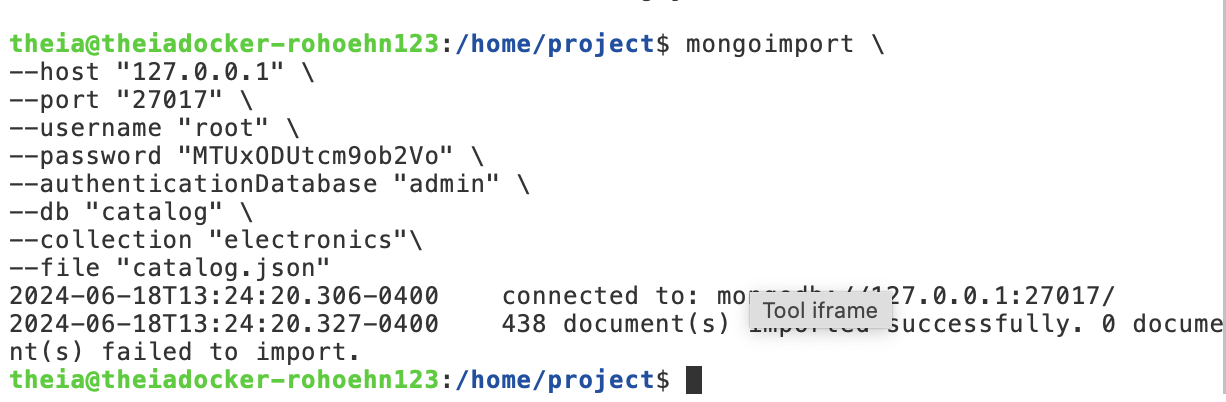 theia@theiadocker-rohoehn123:/home/project$ mongoimport \
--host "127.0.0.1" \
--port "27017" \
--username "root" \
--password "MTUxODUtcm9ob2Vo" \
--authenticationDatabase "admin" \
--db "catalog" \
--collection "electronics"\
--file "catalog.json"
2024-06-18T13:24:20.306-0400    connected to: mongodb://127.0.0.1:27017/
Tool iframe
2024-06-18T13:24:20.327-0400    438 document(s) imported successfully. 0 docume
nt(s) failed to import.
theia@theiadocker-rohoehn123:/home/project$